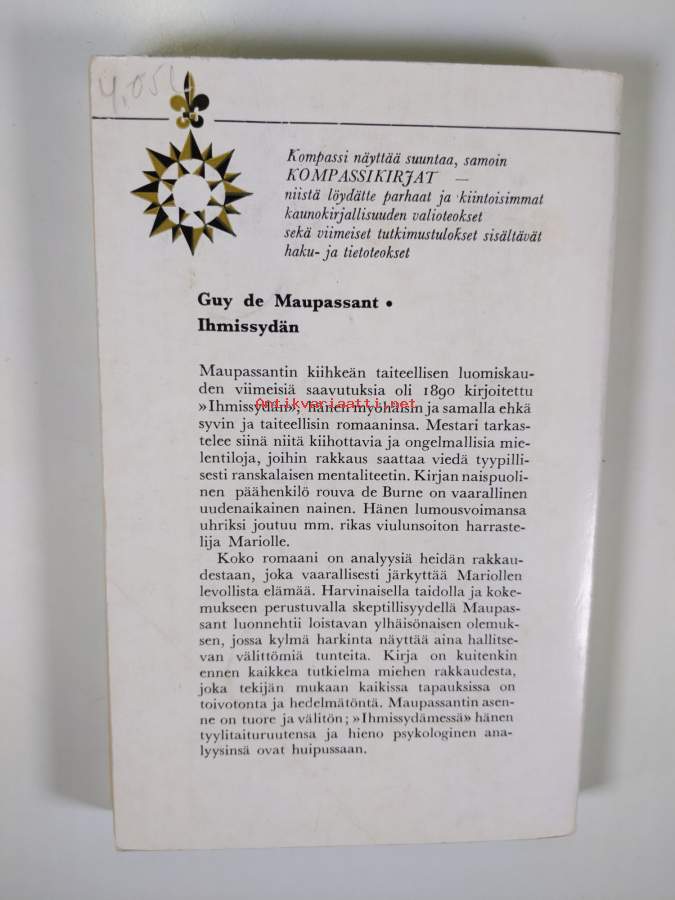 4,05
Kompassi näyttää suuntaa, samoin
KOMPASSIKIRJAT —
niistä löydätte parhaat ja kiintoisimmat
kaunokirjallisuuden valioteokset
sekä viimeiset tutkimustulokset sisältävät
haku- ja tietoteokset
Guy de Maupassant •
Ihmissydän
Maupassantin kiihkeän taiteellisen luomiskau-
den viimeisiä saavutuksia oli 1890 kirjoitettu
»Ihmissydän», hänen myöhäisin ja samalla ehkä
Antikvariaatti.net
syvin ja taiteellisin romaaninsa. Mestari tarkas-
telee siinä niitä kiihottavia ja ongelmallisia mie-
lentiloja, joihin rakkaus saattaa viedä tyypilli-
sesti ranskalaisen mentaliteetin. Kirjan naispuoli-
nen päähenkilö rouva de Burne on vaarallinen
uudenaikainen nainen. Hänen lumousvoimansa
uhriksi joutuu mm. rikas viulunsoiton harraste-
lija Mariolle.
Koko romaani on analyysiä heidän rakkau-
destaan, joka vaarallisesti järkyttää Mariollen
levollista elämää. Harvinaisella taidolla ja koke-
mukseen perustuvalla skeptillisyydellä Maupas-
sant luonnehtii loistavan ylhäisönaisen olemuk-
sen, jossa kylmä harkinta näyttää aina hallitse-
van välittömiä tunteita. Kirja on kuitenkin
ennen kaikkea tutkielma miehen rakkaudesta,
joka tekijän mukaan kaikissa tapauksissa on
toivotonta ja hedelmätöntä. Maupassantin asen-
ne on tuore ja välitön; »Ihmissydämessä» hänen
tyylitaituruutensa ja hieno psykologinen ana-
lyysinsä ovat huipussaan.